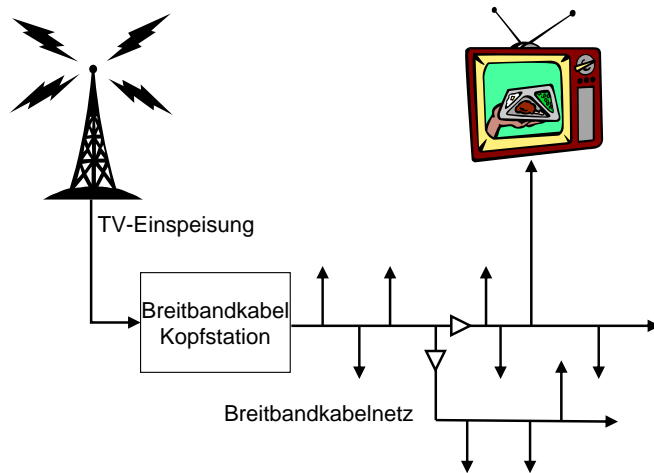 TV-Einspeisung
Breitbandkabel
Kopfstation
Breitbandkabelnetz